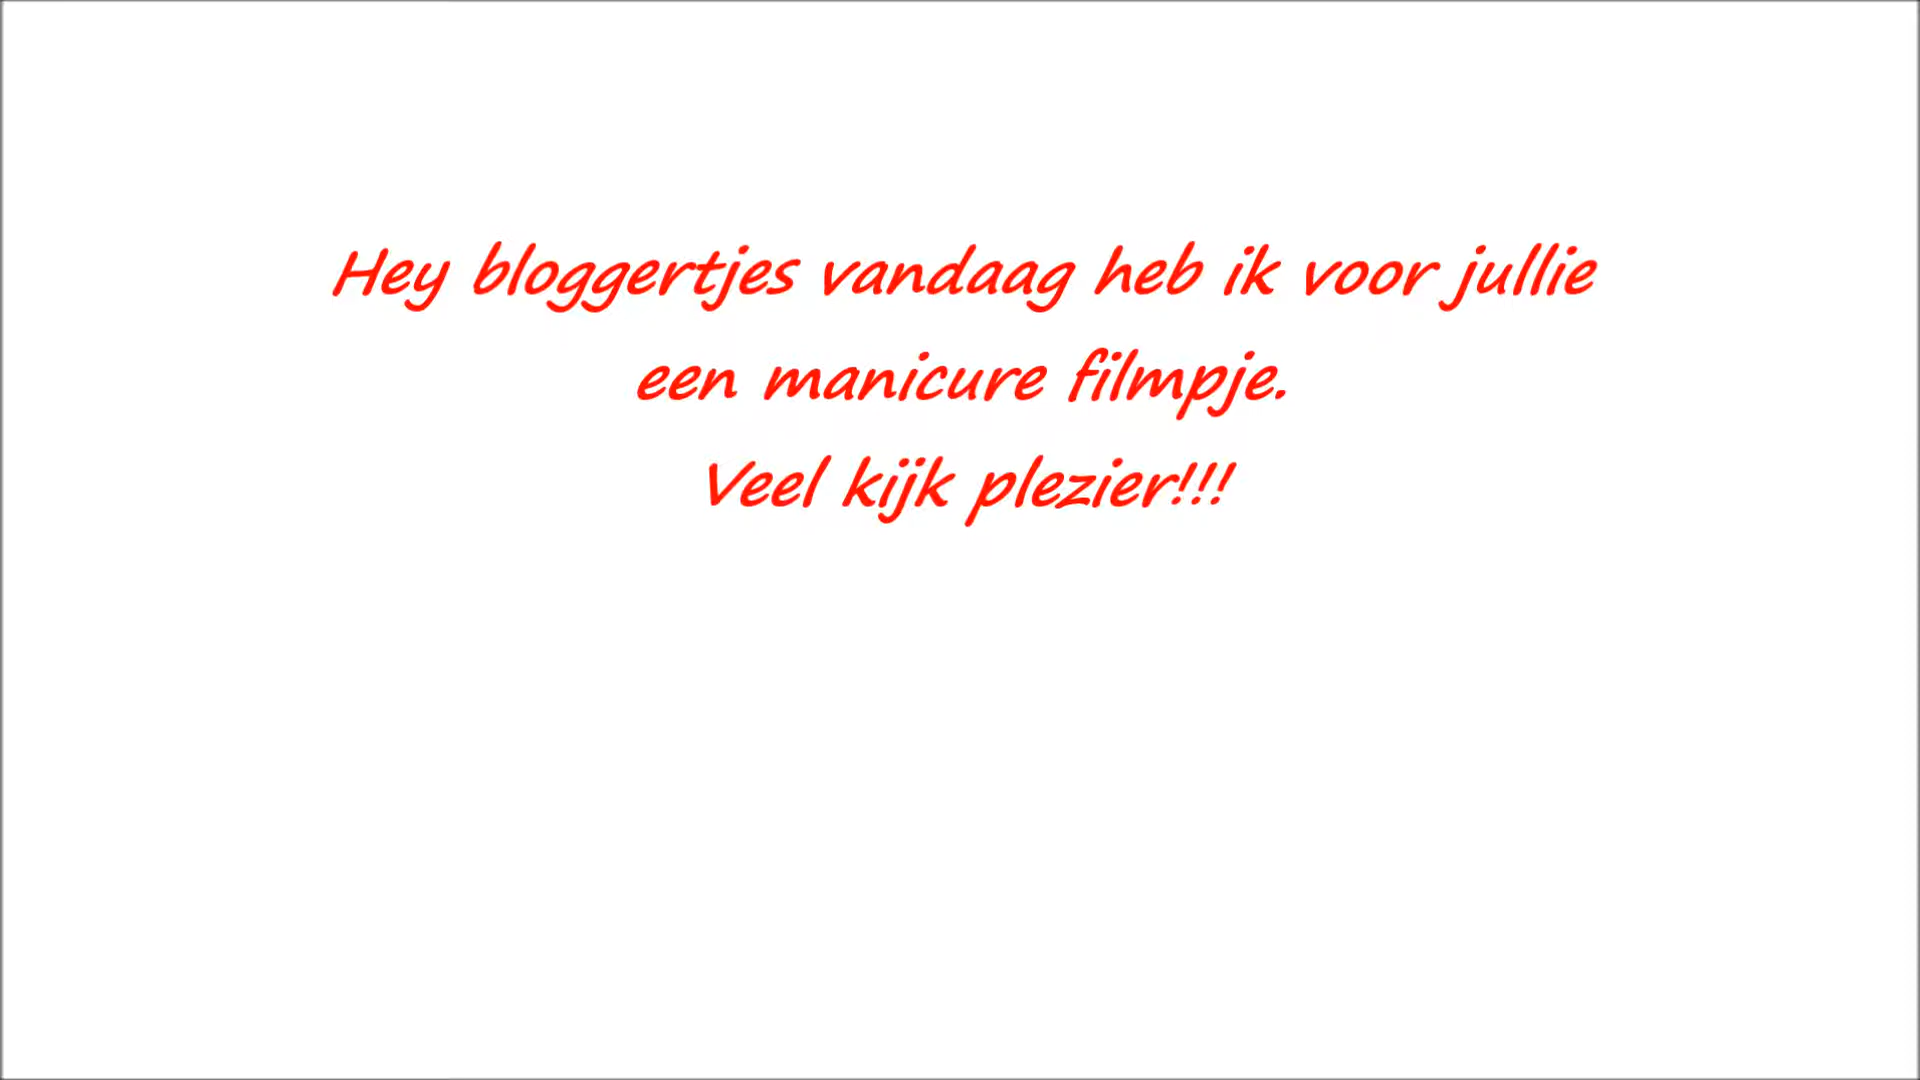 Hey bloggertjes vandaag heb ik voor jullie
een manicure filmpje.
Veel kijk plezier!!!